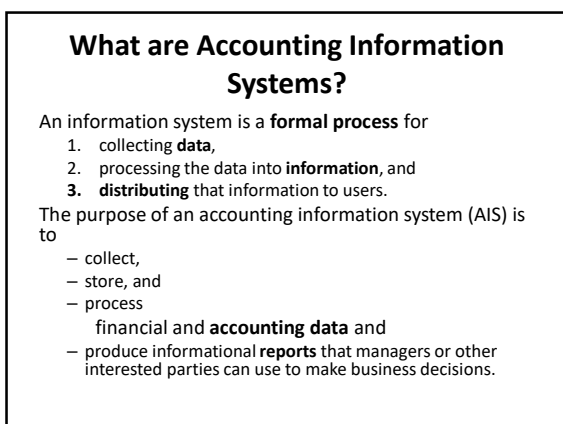 What are Accounting Information
Systems?
An information system is a formal process for
1. collecting data,
2. processing the data into information, and
3. distributing that information to users.
The purpose of an accounting information system (AIS) is
to
– collect,
– store, and
– process
financial and accounting data and
– produce informational reports that managers or other
interested parties can use to make business decisions.